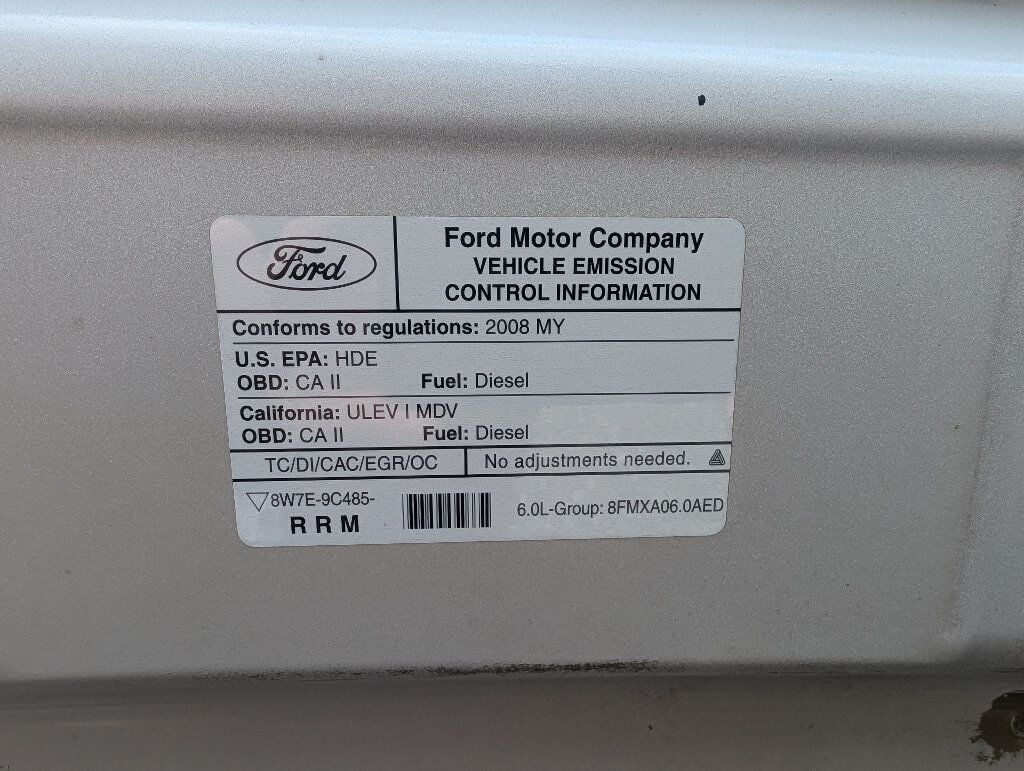 Ford
Ford Motor Company
VEHICLE EMISSION
CONTROL INFORMATION
Conforms to regulations: 2008 MY
U.S. EPA: HDE
OBD: CA II Fuel: Diesel
California: ULEV I MDV
OBD: CA II Fuel: Diesel
TC/DI/CAC/EGR/OC No adjustments needed.
8W7E-9C485-
R R M
6.0L-Group: 8FMXA06.0AED